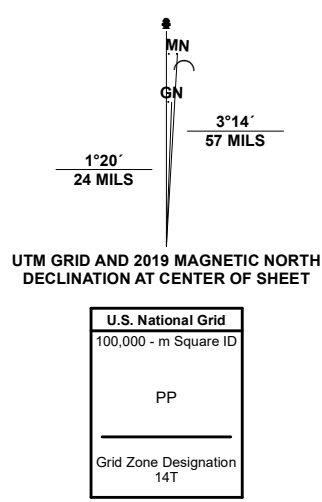 MN
GN
3°14´
57 MILS
1°20´
24 MILS
UTM GRID AND 2019 MAGNETIC NORTH
DECLINATION AT CENTER OF SHEET
U.S. National Grid
100,000 - m Square ID
PP
Grid Zone Designation
14T